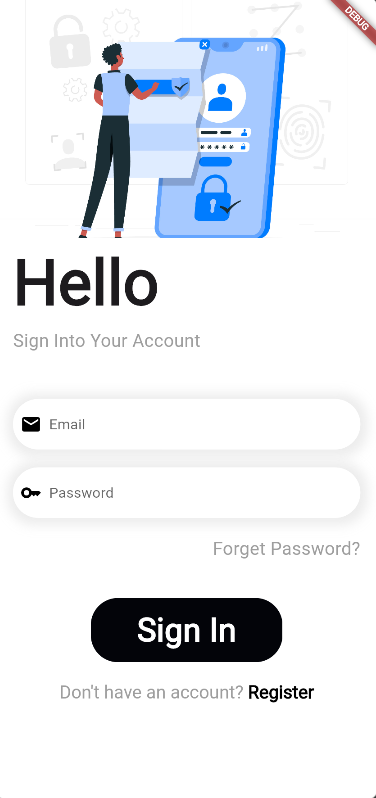 DEBUG
*****
Hello
Sign Into Your Account
Email
Password
Forget Password?
Sign In
Don't have an account? Register